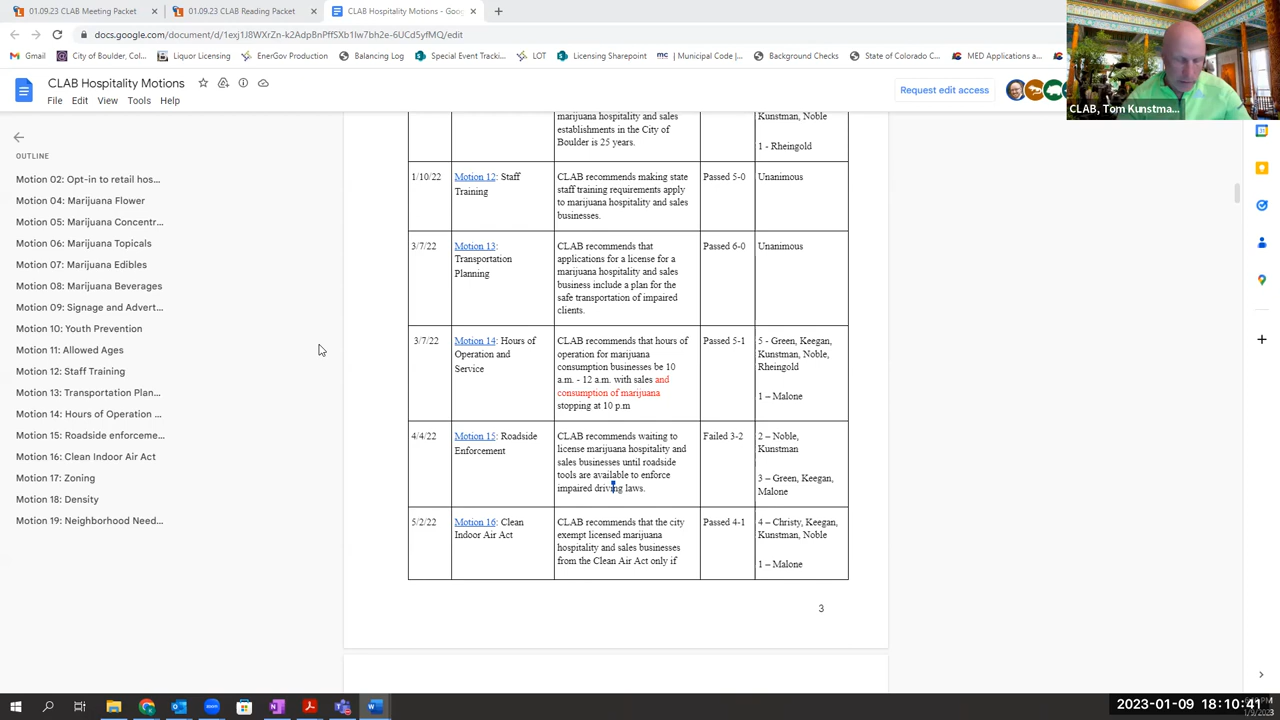 01.09.23 CLAB Meeting Packet
01.09.23 CLAB Reading Packet
CLAB Hospitality Motions - Goo
docs.google.com/document/d/1exj1J8WXrZn-k2AdpBnPffSXb1Iw7bh2e-6UCd5yfMQ/edit
Gmail
City of Boulder, Col...
Liquor Licensing
EnerGov Production
Balancing Log
Special Event Tracki...
LOT
Licensing Sharepoint
| Municipal Code |...
Background Checks
State of Colorado C...
MED Applications a
CLAB Hospitality Motions
File Edit View Tools Help
Request edit access
CLAB, Tom Kunstma...
OUTLINE
Motion 02: Opt-in to retail hos...
Motion 04: Marijuana Flower
Motion 05: Marijuana Concentr...
Motion 06: Marijuana Topicals
Motion 07: Marijuana Edibles
Motion 08: Marijuana Beverages
Motion 09: Signage and Advert...
Motion 10: Youth Prevention
Motion 11: Allowed Ages
Motion 12: Staff Training
Motion 13: Transportation Plan...
Motion 14: Hours of Operation ...
Motion 15: Roadside enforceme...
Motion 16: Clean Indoor Air Act
Motion 17: Zoning
Motion 18: Density
Motion 19: Neighborhood Need...
marijuana hospitality and sales
establishments in the City of
Boulder is 25 years.
Kunstman, Noble
1 - Rheingold
1/10/22
Motion 12: Staff
Training
CLAB recommends making state
staff training requirements apply
to marijuana hospitality and sales
businesses.
Passed 5-0
Unanimous
3/7/22
Motion 13:
Transportation
Planning
CLAB recommends that
applications for a license for a
marijuana hospitality and sales
business include a plan for the
safe transportation of impaired
clients.
Passed 6-0
Unanimous
3/7/22
Motion 14: Hours of
Operation and
Service
CLAB recommends that hours of
operation for marijuana
consumption businesses be 10
a.m. - 12 a.m. with sales and
consumption of marijuana
stopping at 10 p.m
Passed 5-1
5 - Green, Keegan,
Kunstman, Noble,
Rheingold
1 – Malone
4/4/22
Motion 15: Roadside
Enforcement
CLAB recommends waiting to
license marijuana hospitality and
sales businesses until roadside
tools are available to enforce
impaired driving laws.
Failed 3-2
2 – Noble,
Kunstman
3 – Green, Keegan,
Malone
5/2/22
Motion 16: Clean
Indoor Air Act
CLAB recommends that the city
exempt licensed marijuana
hospitality and sales businesses
from the Clean Air Act only if
Passed 4-1
4 – Christy, Keegan,
Kunstman, Noble
1 – Malone
3
2023-01-09 18:10:41